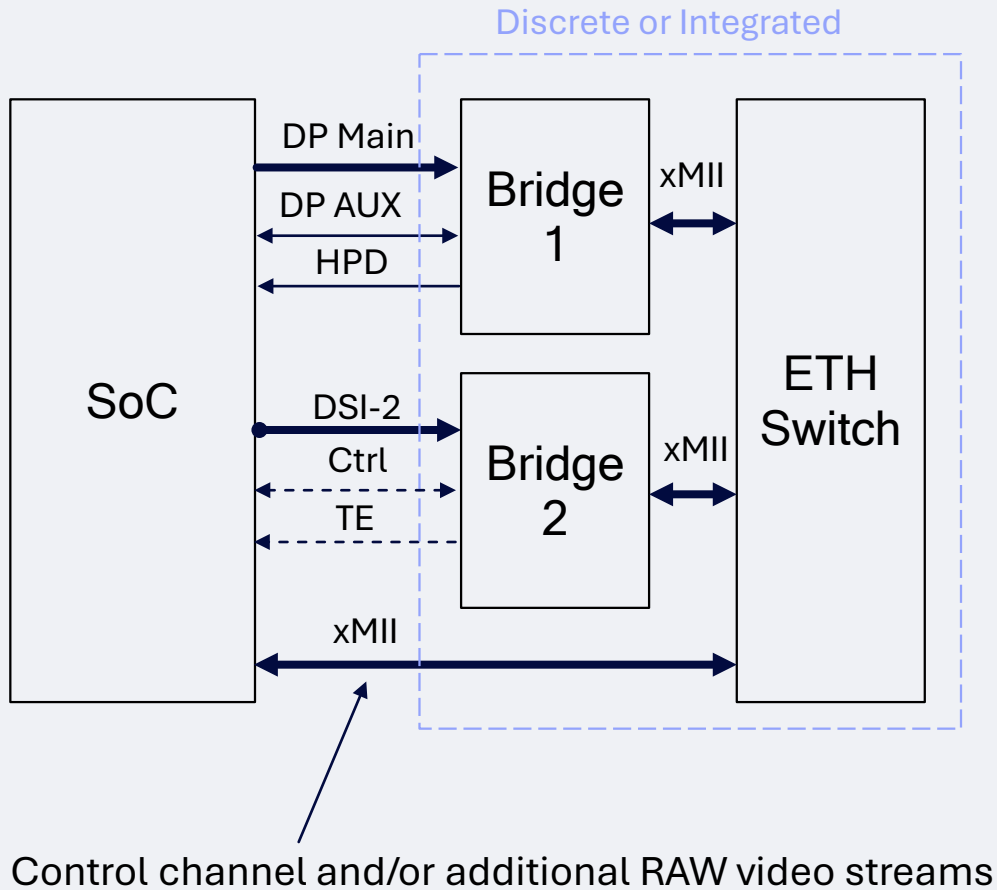 Discrete or Integrated
SoC
DP Main
DP AUX
HPD
Bridge
1
xMII
ETH
Switch
DSI-2
Ctrl
TE
Bridge
2
xMII
xMII
Control channel and/or additional RAW video streams